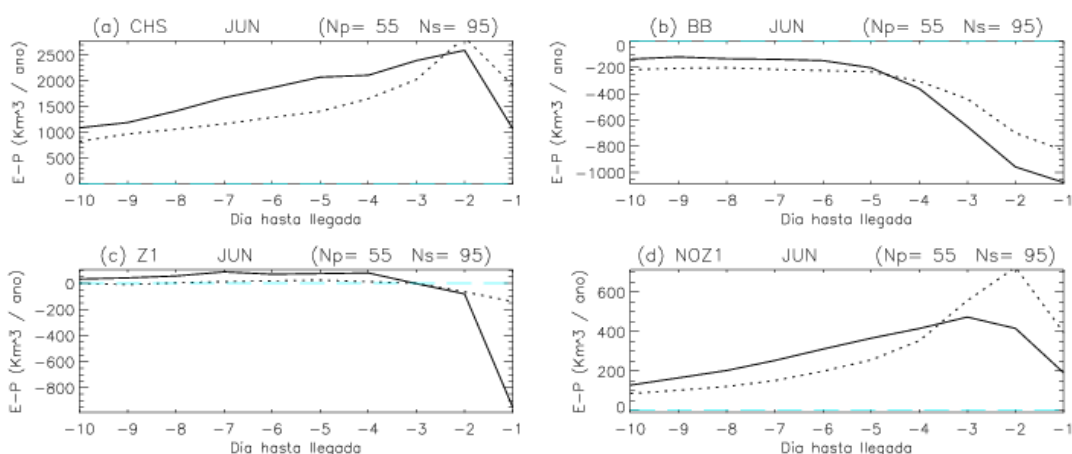 (a) CHS JUN (Np= 55 Ns= 95)
2500
2000
1500
1000
500
0
E-P (Km^3 / ano)
-10 -9 -8 -7 -6 -5 -4 -3 -2 -1
Dia hasta llegada
(b) BB JUN (Np= 55 Ns= 95)
0
-200
-400
-600
-800
-1000
E-P (Km^3 / ano)
-10 -9 -8 -7 -6 -5 -4 -3 -2 -1
Dia hasta llegada
(c) Z1 JUN (Np= 55 Ns= 95)
0
-200
-400
-600
-800
E-P (Km^3 / ano)
-10 -9 -8 -7 -6 -5 -4 -3 -2 -1
Dia hasta llegada
(d) NOZ1 JUN (Np= 55 Ns= 95)
600
400
200
0
E-P (Km^3 / ano)
-10 -9 -8 -7 -6 -5 -4 -3 -2 -1
Dia hasta llegada